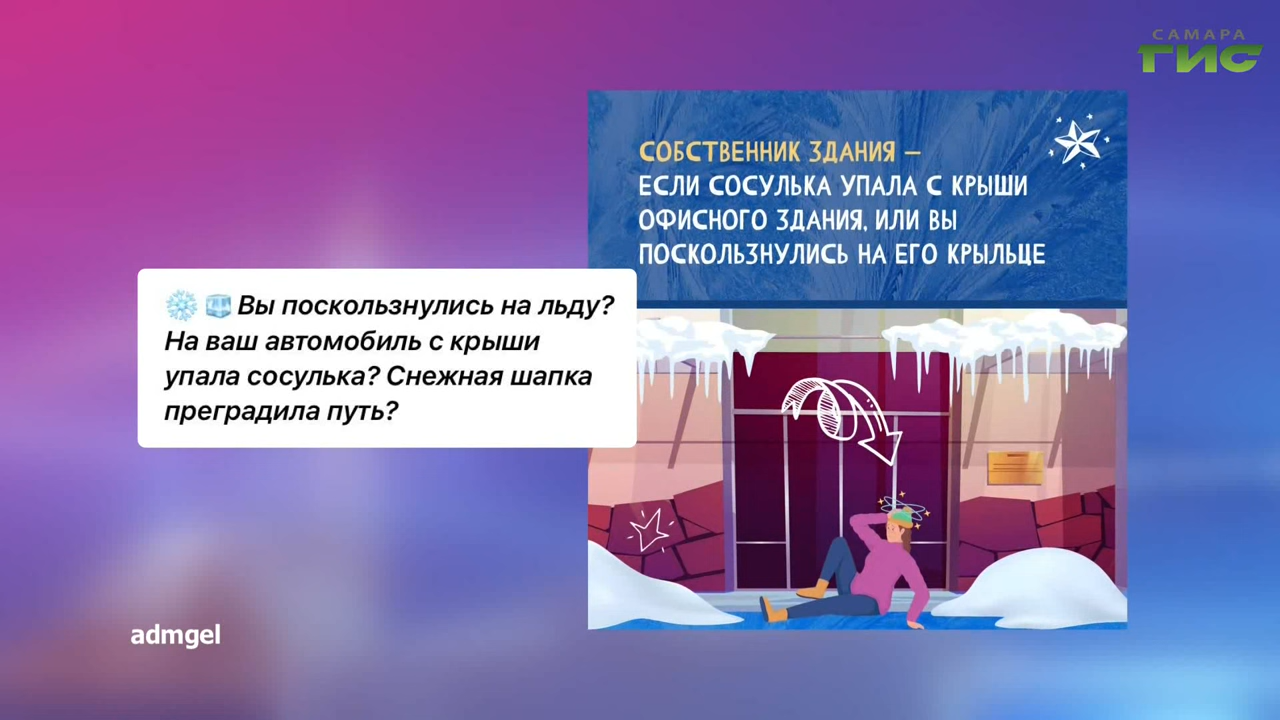 САМАРА
ГИС
СОБСТВЕННИК ЗДАНИЯ —
ЕСЛИ СОСУЛЬКА УПАЛА С КРЫШИ
ОФИСНОГО ЗДАНИЯ, ИЛИ ВЫ
ПОСКОЛЬЗНУЛИСЬ НА ЕГО КРЫЛЬЦЕ
❄️🧊 Вы поскользнулись на льду?
На ваш автомобиль с крыши
упала сосулька? Снежная шапка
преградила путь?
admgel